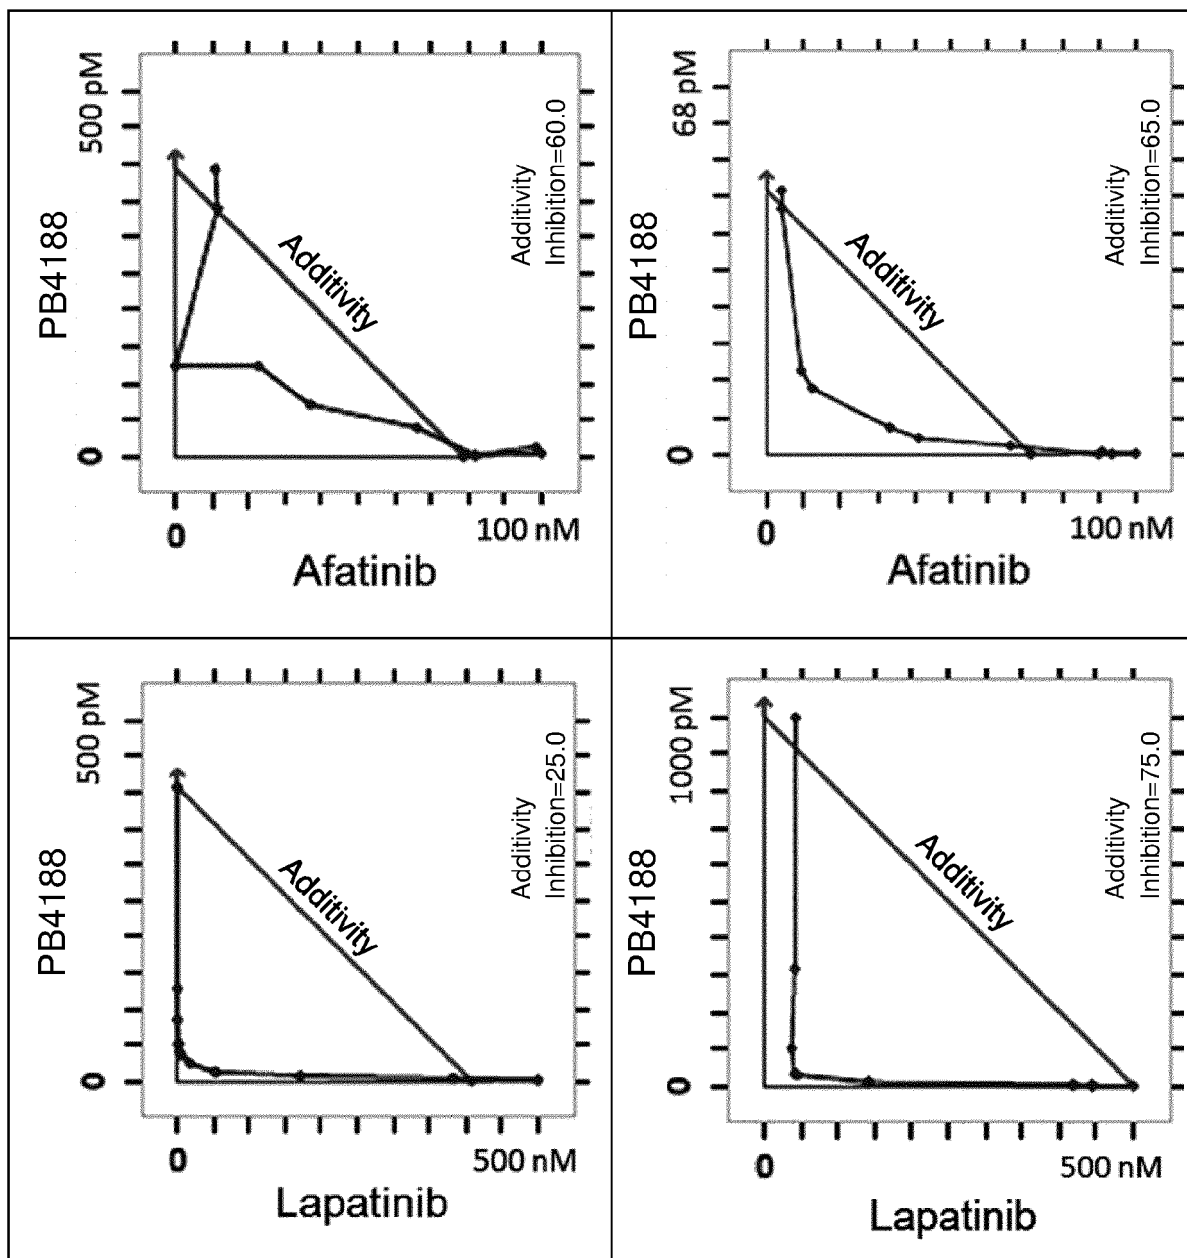 500 pM
PB4188
0
Additivity
Additivity
Inhibition=60.0
0
100 nM
Afatinib
68 pM
PB4188
0
Additivity
Additivity
Inhibition=65.0
0
100 nM
Afatinib
500 pM
PB4188
0
Additivity
Additivity
Inhibition=25.0
0
500 nM
Lapatinib
1000 pM
PB4188
0
Additivity
Additivity
Inhibition=75.0
0
500 nM
Lapatinib